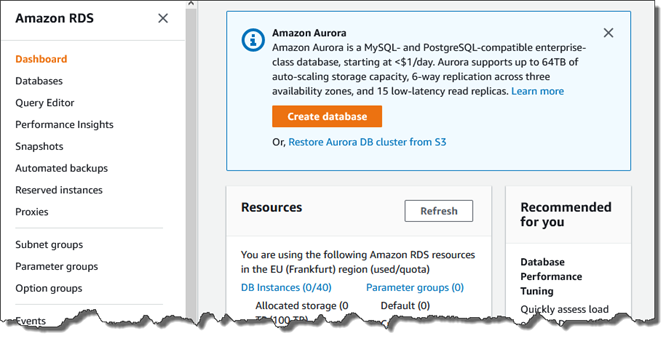 Amazon RDS
Dashboard
Databases
Query Editor
Performance Insights
Snapshots
Automated backups
Reserved instances
Proxies
Subnet groups
Parameter groups
Option groups
Events
Amazon Aurora
Amazon Aurora is a MySQL- and PostgreSQL-compatible enterprise-
class database, starting at <$1/day. Aurora supports up to 64TB of
auto-scaling storage capacity, 6-way replication across three
availability zones, and 15 low-latency read replicas. Learn more
Create database
Or, Restore Aurora DB cluster from S3
Resources
Refresh
You are using the following Amazon RDS resources
in the EU (Frankfurt) region (used/quota)
DB Instances (0/40)
Parameter groups (0)
Allocated storage (0
TB/100 TB)
Default (0)
Recommended
for you
Database
Performance
Tuning
Quickly assess load